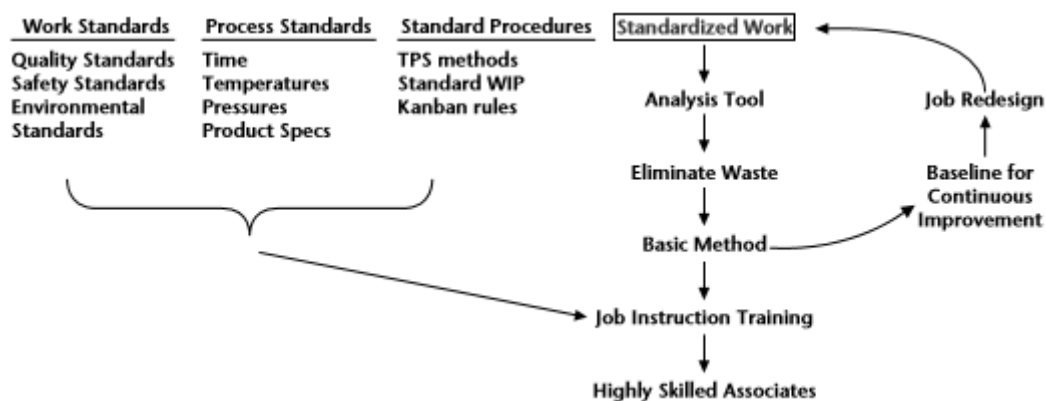 Work Standards
Quality Standards
Safety Standards
Environmental
Standards
Process Standards
Time
Temperatures
Pressures
Product Specs
Standard Procedures
TPS methods
Standard WIP
Kanban rules
Standardized Work
Analysis Tool
Eliminate Waste
Basic Method
Job Instruction Training
Highly Skilled Associates
Job Redesign
Baseline for
Continuous
Improvement